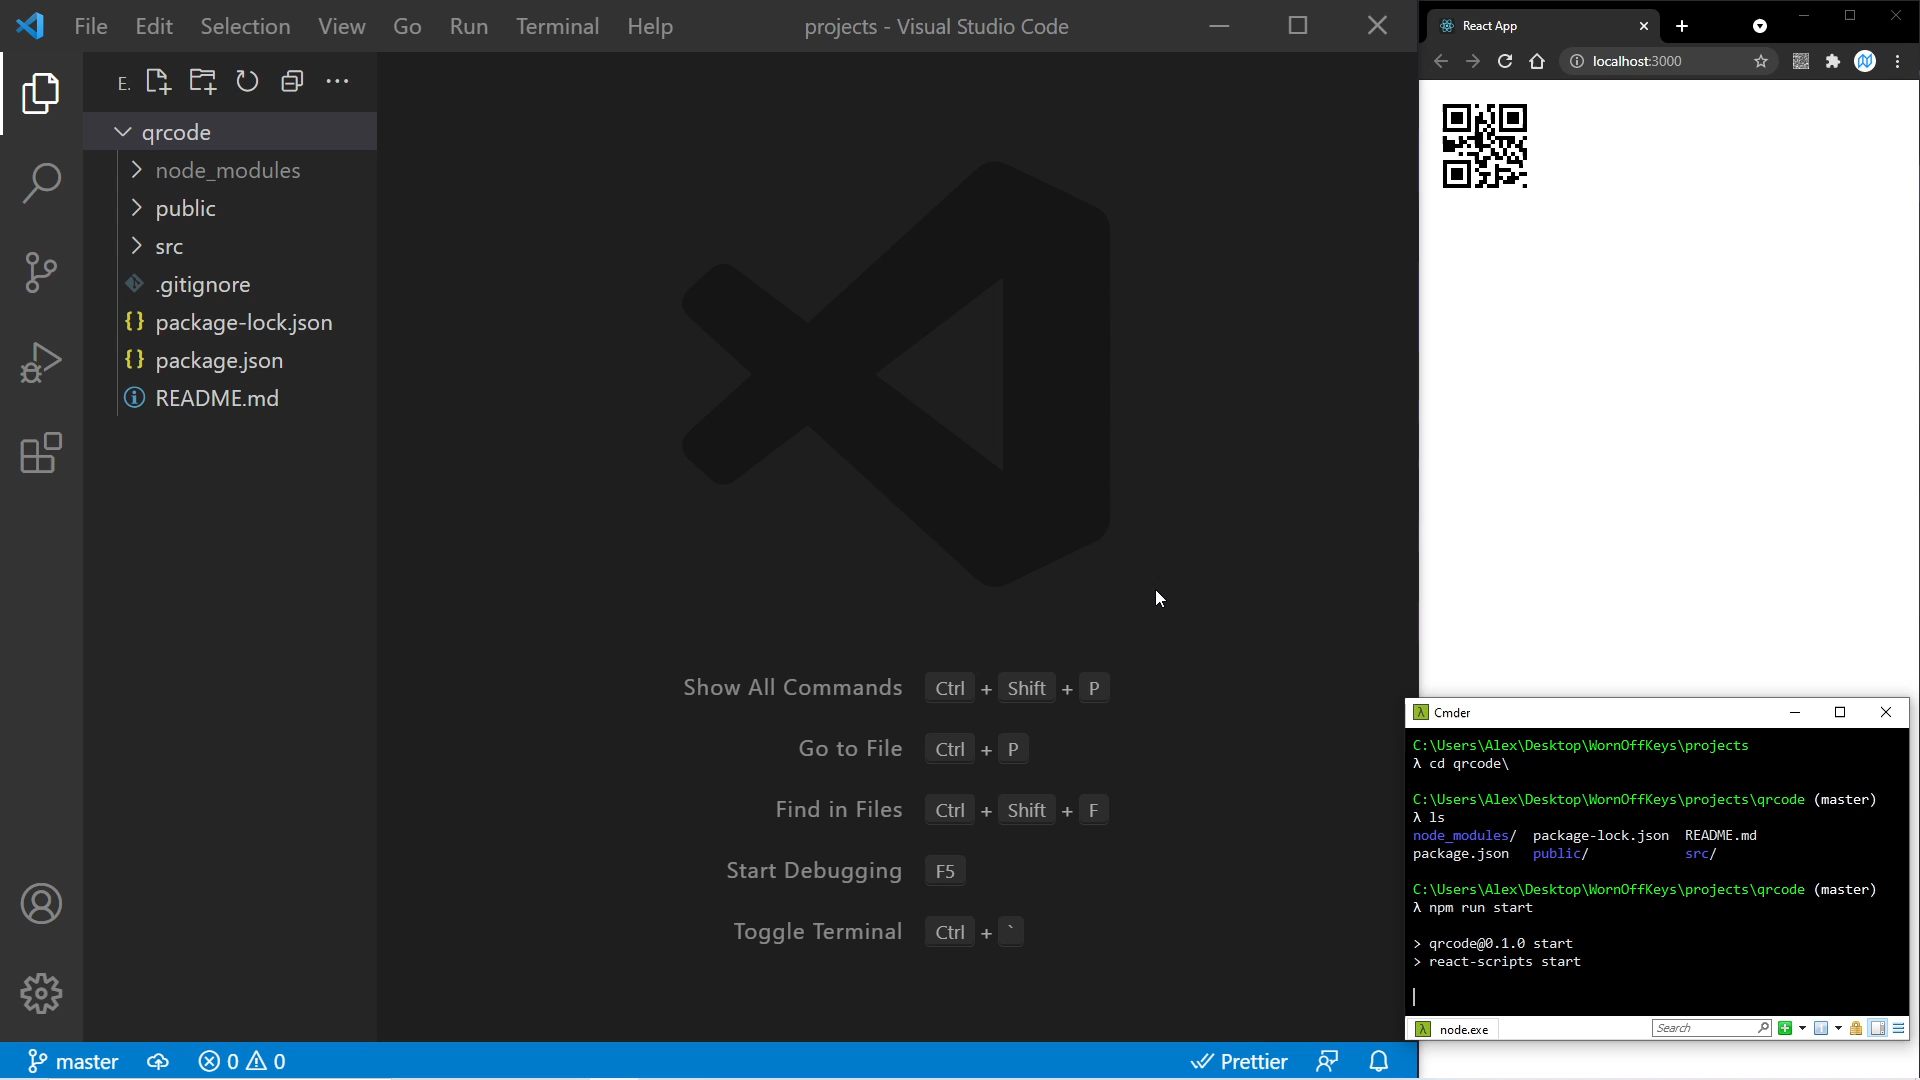 File Edit Selection View Go Run Terminal Help
projects - Visual Studio Code
E.
qrcode
node_modules
public
src
.gitignore
package-lock.json
package.json
README.md
Show All Commands Ctrl + Shift + P
Go to File Ctrl + P
Find in Files Ctrl + Shift + F
Start Debugging F5
Toggle Terminal Ctrl + `
master
0 0
Prettier
React App
localhost:3000
Cmder
C:\Users\Alex\Desktop\WornOffKeys\projects
λ cd qrcode\
C:\Users\Alex\Desktop\WornOffKeys\projects\qrcode (master)
λ ls
node_modules/ package-lock.json README.md
package.json public/ src/
C:\Users\Alex\Desktop\WornOffKeys\projects\qrcode (master)
λ npm run start
> qrcode@0.1.0 start
> react-scripts start
node.exe
Search